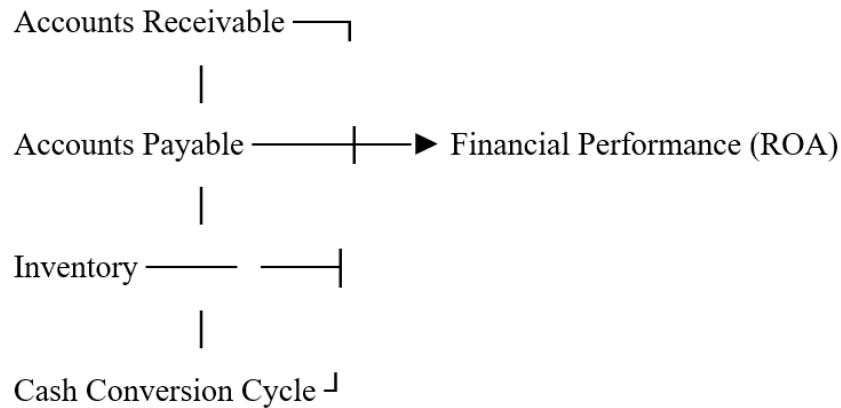 Accounts Receivable
Accounts Payable Financial Performance (ROA)
Inventory
Cash Conversion Cycle